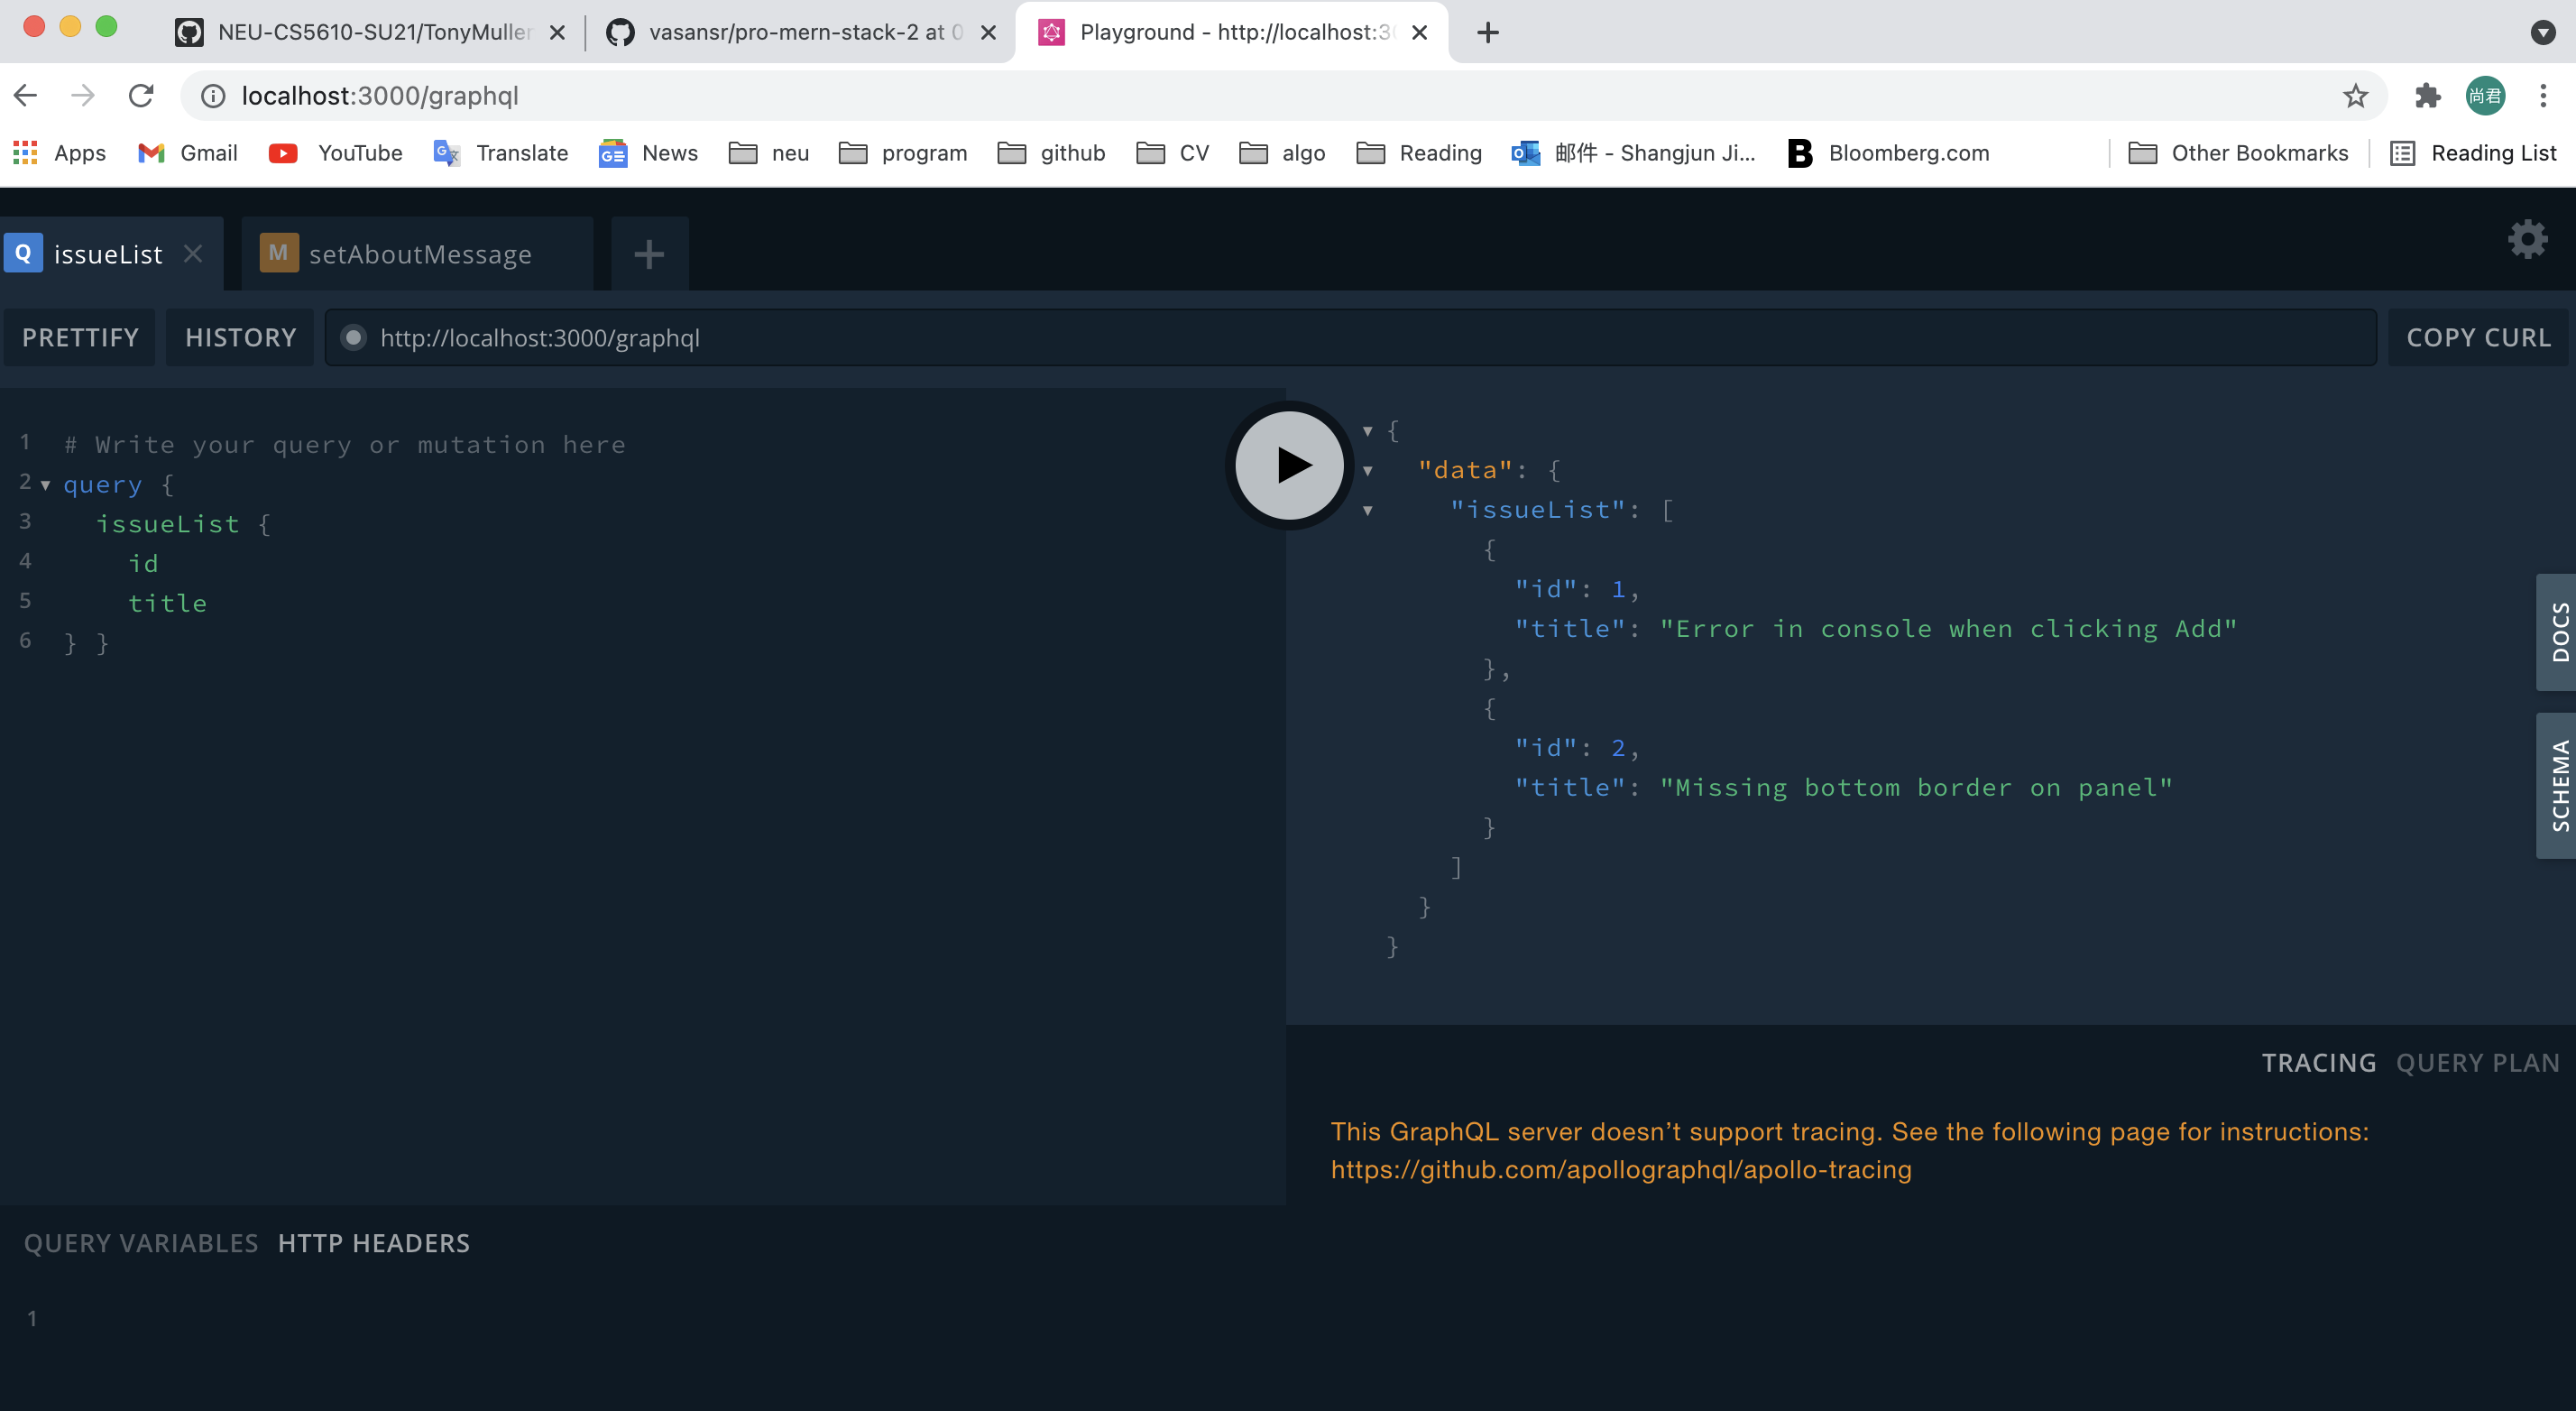 NEU-CS5610-SU21/TonyMuller
vasansr/pro-mern-stack-2 at 0
Playground - http://localhost:30
localhost:3000/graphql
尚君
Apps
Gmail
YouTube
Translate
News
neu
program
github
CV
algo
Reading
邮件 - Shangjun Ji...
Bloomberg.com
Other Bookmarks
Reading List
Q issueList
M setAboutMessage
PRETTIFY
HISTORY
http://localhost:3000/graphql
COPY CURL
1 # Write your query or mutation here
2 query {
3 issueList {
4 id
5 title
6 } }
{
"data": {
"issueList": [
{
"id": 1,
"title": "Error in console when clicking Add"
},
{
"id": 2,
"title": "Missing bottom border on panel"
}
]
}
}
DOCS
SCHEMA
TRACING QUERY PLAN
This GraphQL server doesn’t support tracing. See the following page for instructions:
https://github.com/apollographql/apollo-tracing
QUERY VARIABLES HTTP HEADERS
1